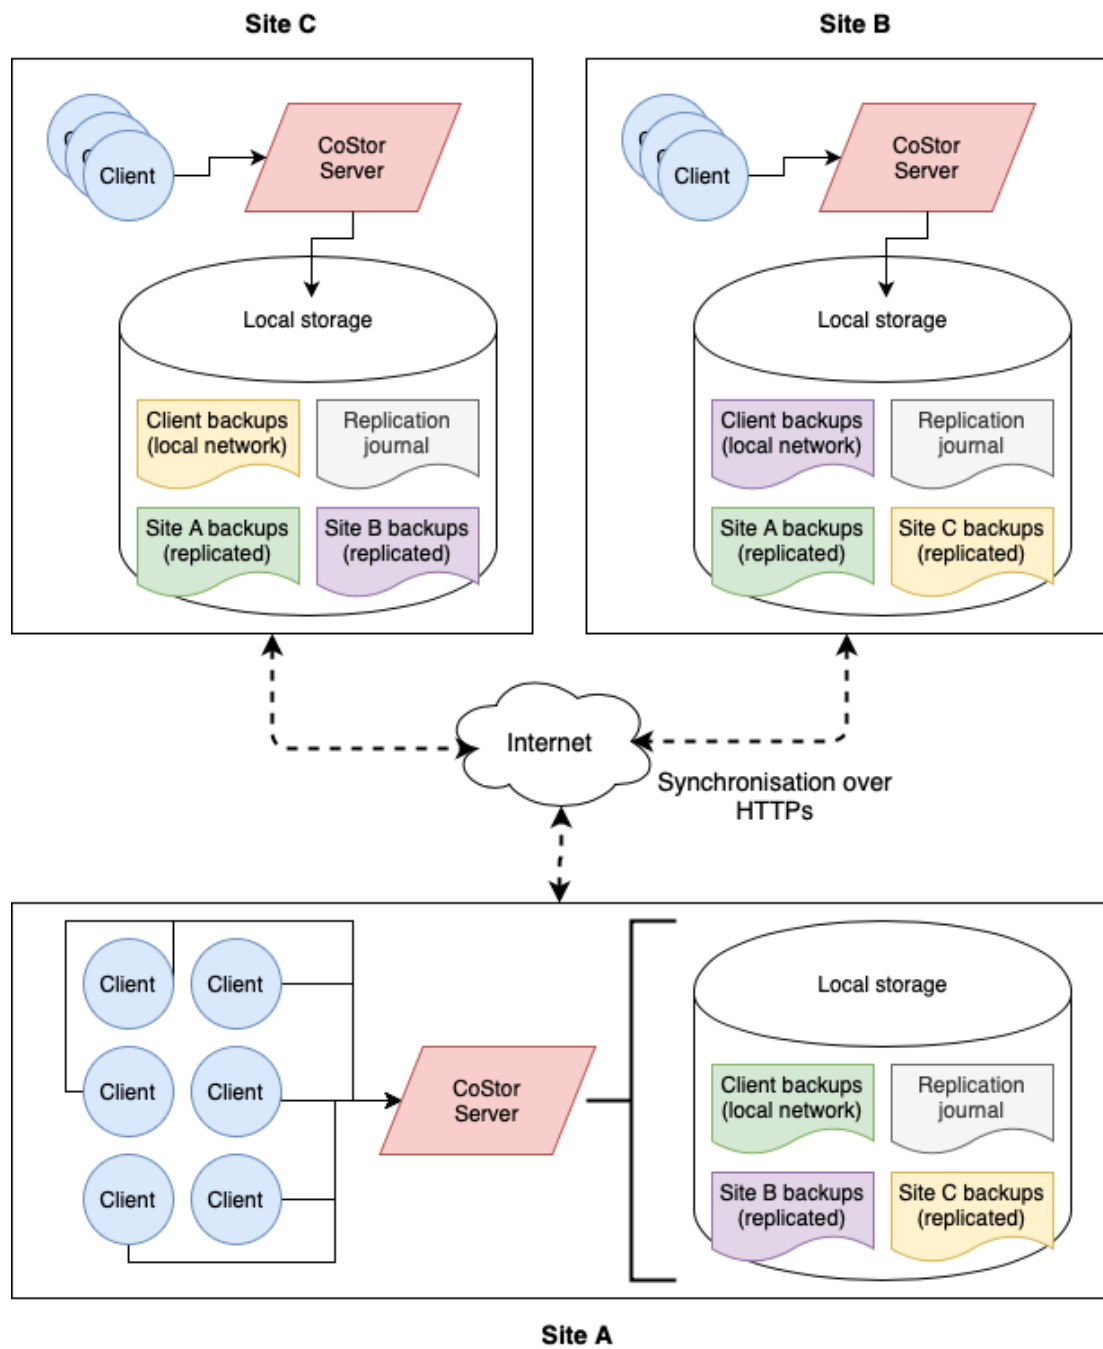 Site C
Site B
Client
CoStor
Server
Local storage
Client backups
(local network)
Replication
journal
Site A backups
(replicated)
Site B backups
(replicated)
Client
CoStor
Server
Local storage
Client backups
(local network)
Replication
journal
Site A backups
(replicated)
Site C backups
(replicated)
Internet
Synchronisation over
HTTPs
Client
Client
Client
Client
Client
Client
CoStor
Server
Local storage
Client backups
(local network)
Replication
journal
Site B backups
(replicated)
Site C backups
(replicated)
Site A